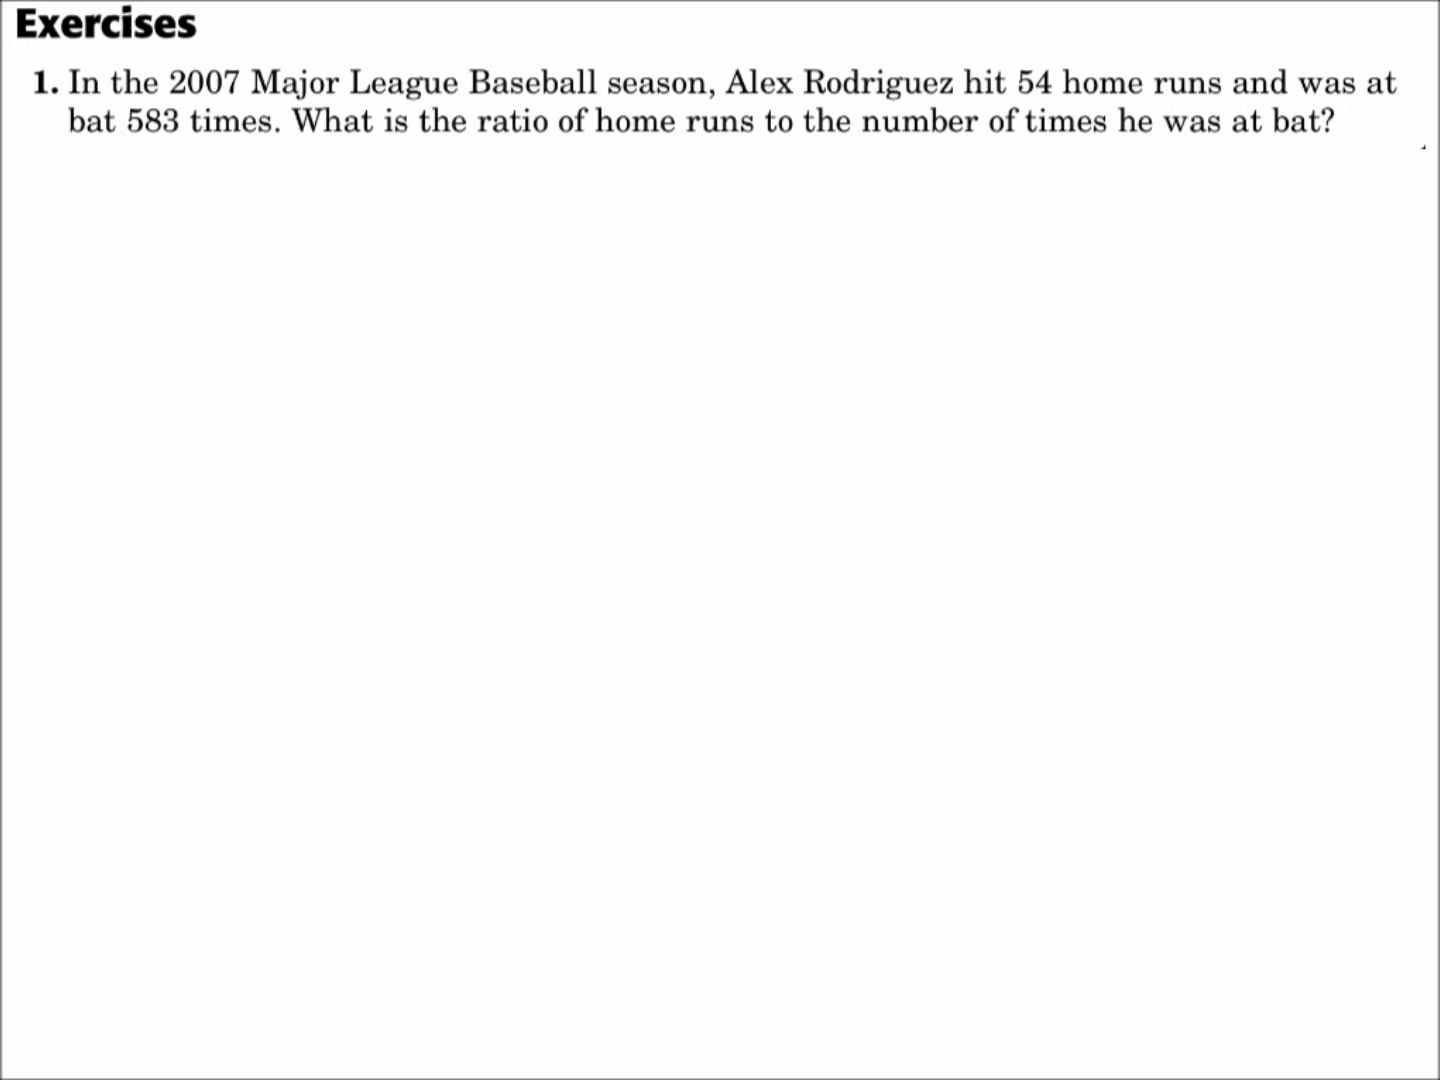 Exercises
1. In the 2007 Major League Baseball season, Alex Rodriguez hit 54 home runs and was at
bat 583 times. What is the ratio of home runs to the number of times he was at bat?